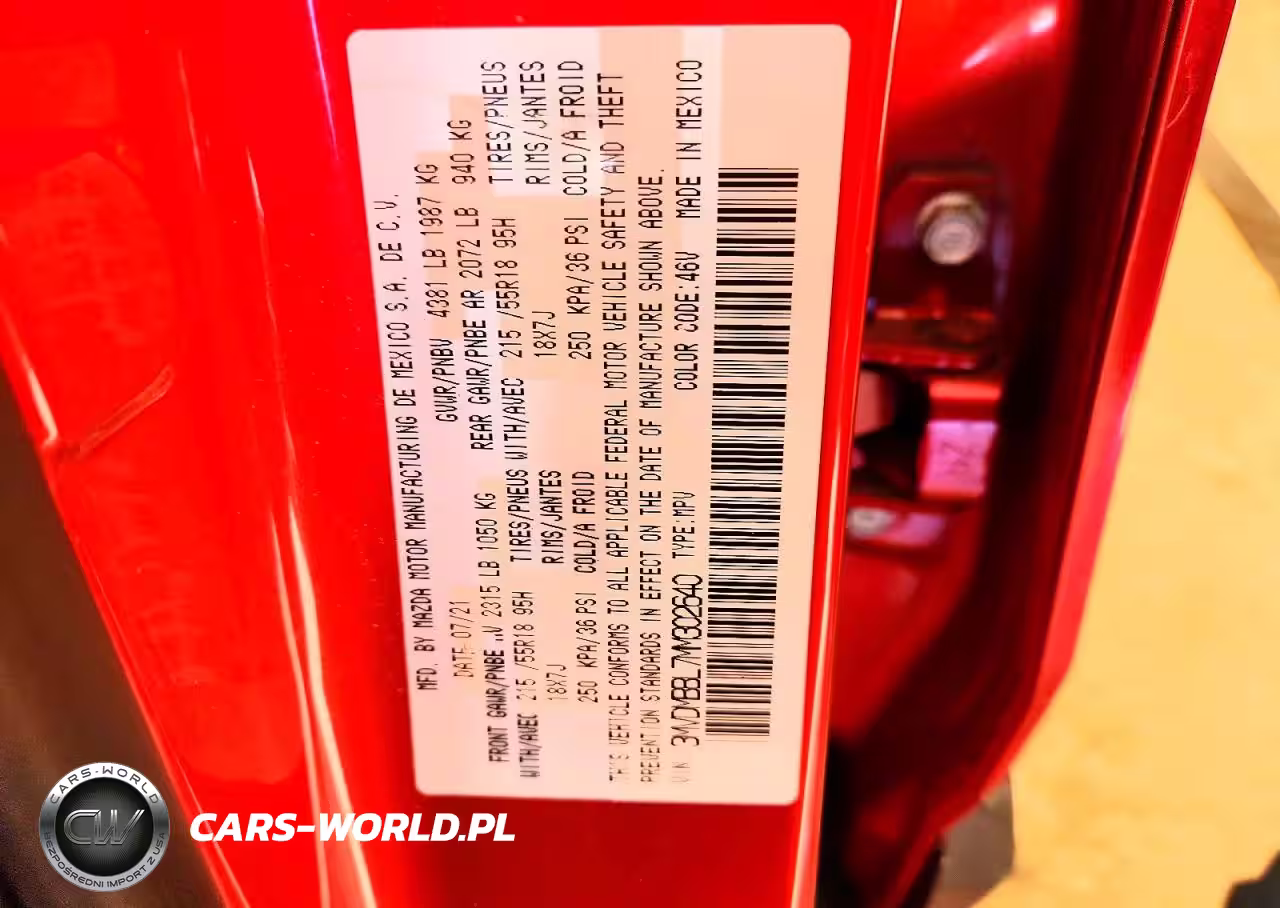 MFD. BY MAZDA MOTOR MANUFACTURING DE MEXICO S.A. DE C.V.
DATE 07/21 GVWR/PNBV 4381 LB 1987 KG
FRONT GAWR/PNBE 2315 LB 1050 KG REAR GAWR/PNBE AR 2072 LB 940 KG
WITH/AVEC 215 /55R18 95H TIRES/PNEUS WITH/AVEC 215 /55R18 95H TIRES/PNEUS
18X7J RIMS/JANTES 18X7J RIMS/JANTES
250 KPA/36 PSI COLD/A FROID 250 KPA/36 PSI COLD/A FROID
THIS VEHICLE CONFORMS TO ALL APPLICABLE FEDERAL MOTOR VEHICLE SAFETY AND THEFT
PREVENTION STANDARDS IN EFFECT ON THE DATE OF MANUFACTURE SHOWN ABOVE.
VIN 3MVDMBBL7MM302640 TYPE:MPV COLOR CODE:46V MADE IN MEXICO
CARS-WORLD
CW
BEZPOŚREDNI IMPORT Z USA
CARS-WORLD.PL